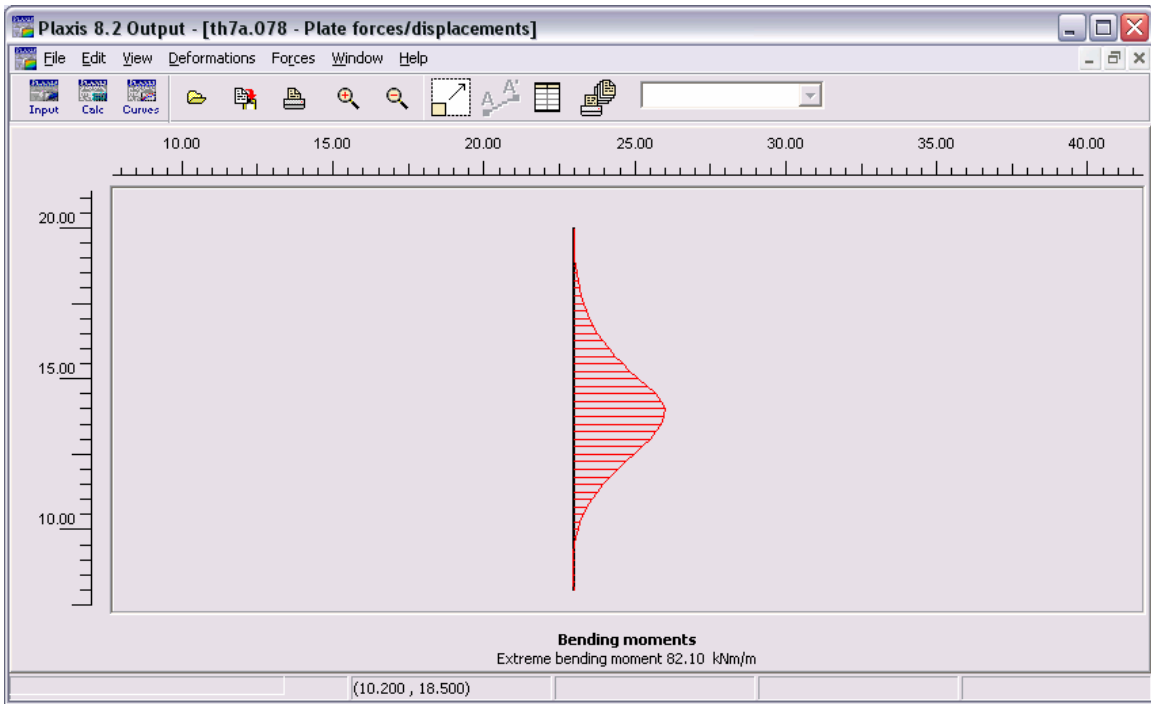 Plaxis 8.2 Output - [th7a.078 - Plate forces/displacements]
File Edit View Deformations Forces Window Help
Input Calc Curves
A A'
10.00 15.00 20.00 25.00 30.00 35.00 40.00
20.00
15.00
10.00
Bending moments
Extreme bending moment 82.10 kNm/m
(10.200 , 18.500)